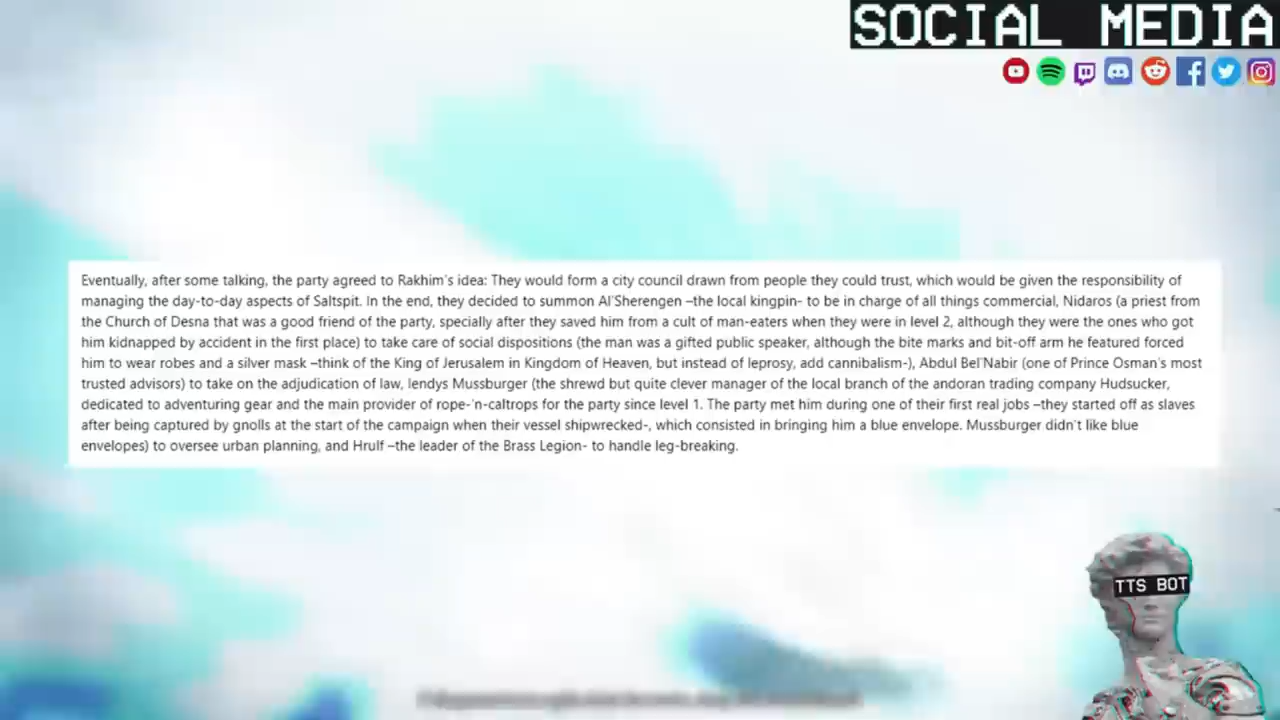 SOCIAL MEDIA
Eventually, after some talking, the party agreed to Rakhim's idea: They would form a city council drawn from people they could trust, which would be given the responsibility of
managing the day-to-day aspects of Saltspit. In the end, they decided to summon Al'Sherengen –the local kingpin- to be in charge of all things commercial, Nidaros (a priest from
the Church of Desna that was a good friend of the party, specially after they saved him from a cult of man-eaters when they were in level 2, although they were the ones who got
him kidnapped by accident in the first place) to take care of social dispositions (the man was a gifted public speaker, although the bite marks and bit-off arm he featured forced
him to wear robes and a silver mask –think of the King of Jerusalem in Kingdom of Heaven, but instead of leprosy, add cannibalism-), Abdul Bel'Nabir (one of Prince Osman's most
trusted advisors) to take on the adjudication of law, Iendys Mussburger (the shrewd but quite clever manager of the local branch of the andoran trading company Hudsucker,
dedicated to adventuring gear and the main provider of rope-'n-caltrops for the party since level 1. The party met him during one of their first real jobs –they started off as slaves
after being captured by gnolls at the start of the campaign when their vessel shipwrecked-, which consisted in bringing him a blue envelope. Mussburger didn't like blue
envelopes) to oversee urban planning, and Hrulf –the leader of the Brass Legion- to handle leg-breaking.
TTS BOT